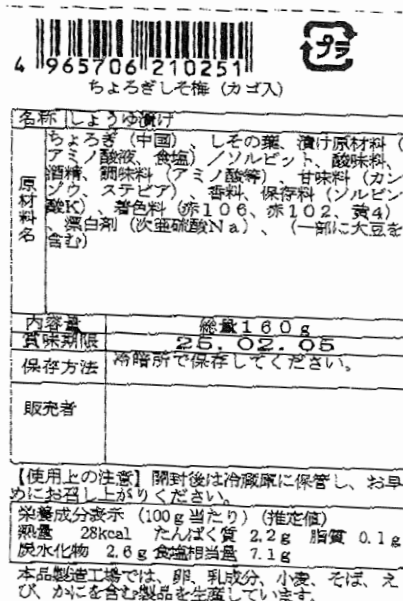 プラ
4 965706 210251
ちょろぎしそ梅(カゴ入)
名称 しょうゆ漬け
原材料名
ちょろぎ(中国)、しその葉、漬け原材料(
アミノ酸液、食塩)/ソルビット、酸味料、
酒精、調味料(アミノ酸等)、甘味料(カン
ゾウ、ステビア)、香料、保存料(ソルビン
酸K)、着色料(赤106、赤102、黄4)
、漂白剤(次亜硫酸Na)、(一部に大豆を
含む)
内容量 総量160g
賞味期限 25.02.05
保存方法 冷暗所で保存してください。
販売者
【使用上の注意】開封後は冷蔵庫に保管し、お早
めにお召し上がりください。
栄養成分表示(100g当たり)(推定値)
熱量 28kcal たんぱく質 2.2g 脂質 0.1g
炭水化物 2.6g 食塩相当量 7.1g
本品製造工場では、卵、乳成分、小麦、そば、え
び、かにを含む製品を生産しています。